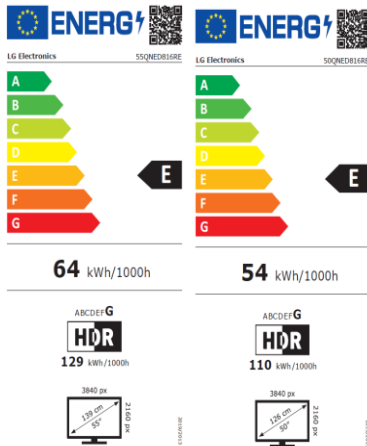 ENERG
LG Electronics
55QNED816RE
A
B
C
D
E
F
G
E
64 kWh/1000h
ABCDEFG
HDR
129 kWh/1000h
3840 px
139 cm
55"
2160 px
2019/2013
ENERG
LG Electronics
50QNED816RE
A
B
C
D
E
F
G
E
54 kWh/1000h
ABCDEFG
HDR
110 kWh/1000h
3840 px
126 cm
50"
2160 px